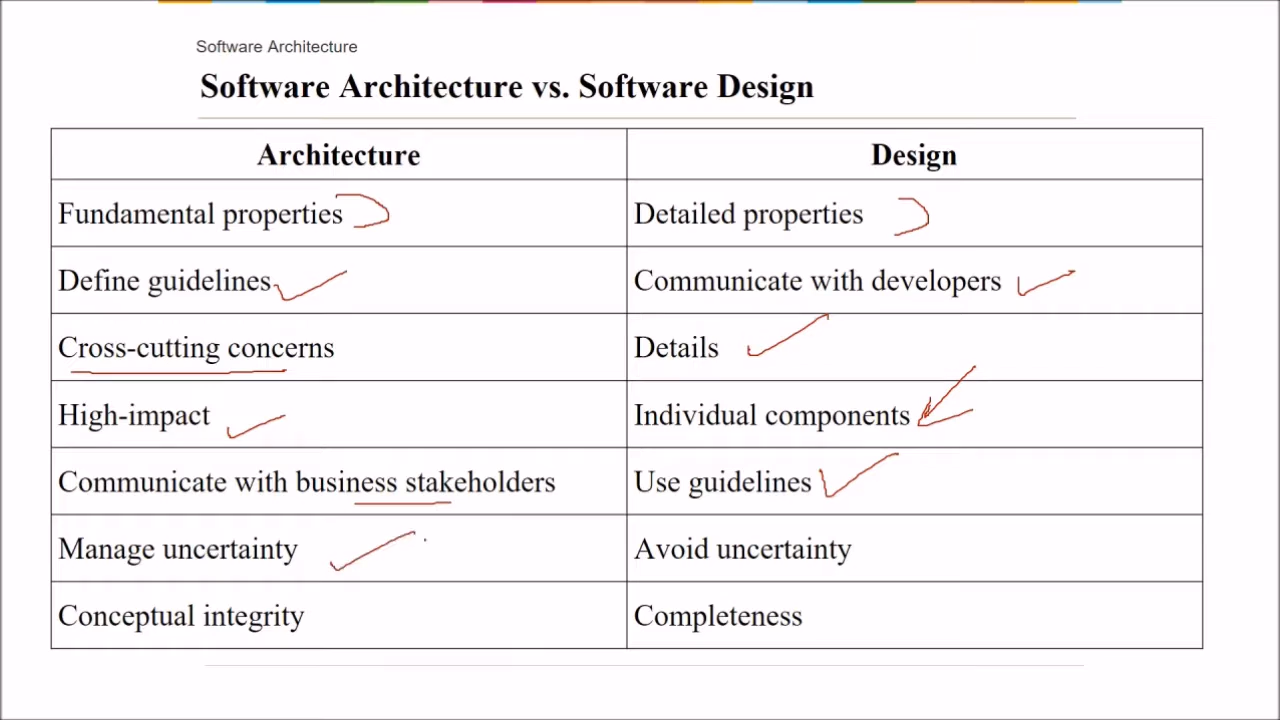 Software Architecture
Software Architecture vs. Software Design
Architecture Design
Fundamental properties Detailed properties
Define guidelines Communicate with developers
Cross-cutting concerns Details
High-impact Individual components
Communicate with business stakeholders Use guidelines
Manage uncertainty Avoid uncertainty
Conceptual integrity Completeness